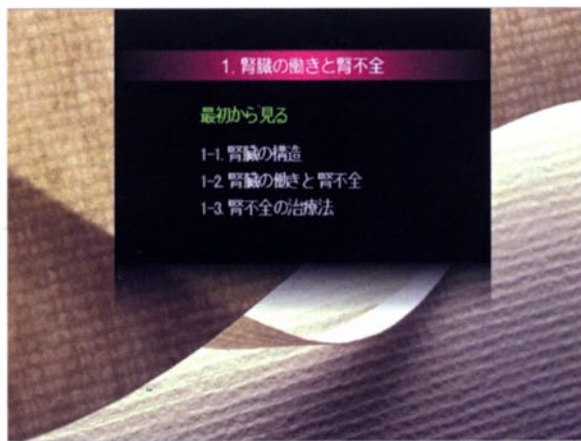 1. 腎臓の働きと腎不全
最初から見る
1-1. 腎臓の構造
1-2. 腎臓の働きと腎不全
1-3. 腎不全の治療法